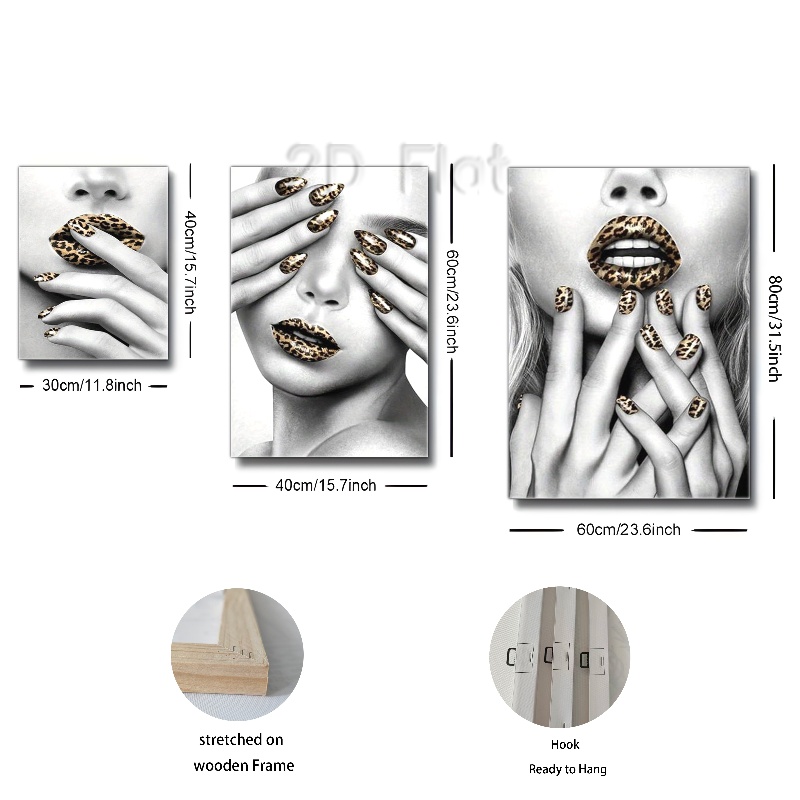 2D Flat
40cm/15.7inch
60cm/23.6inch
80cm/31.5inch
30cm/11.8inch
40cm/15.7inch
60cm/23.6inch
stretched on
wooden Frame
Hook
Ready to Hang